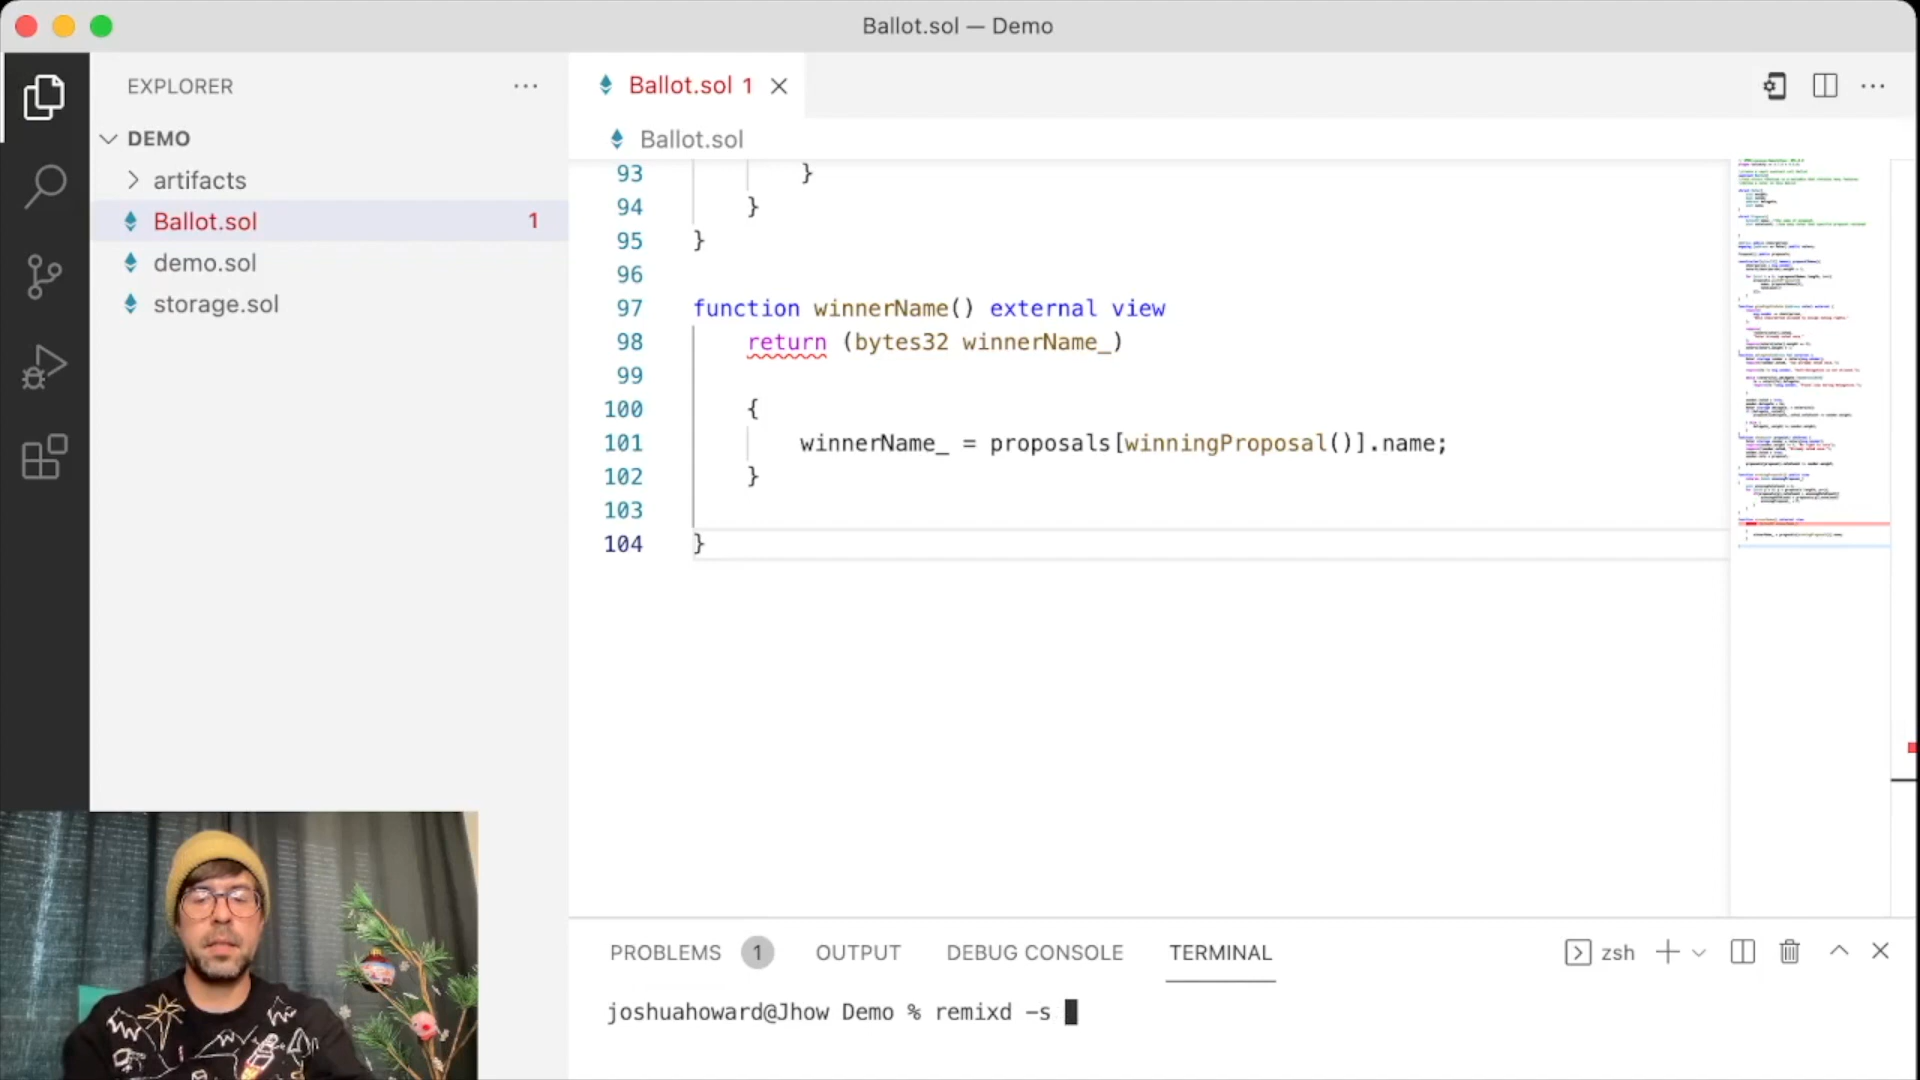 Ballot.sol — Demo
EXPLORER
DEMO
artifacts
Ballot.sol 1
demo.sol
storage.sol
Ballot.sol 1
Ballot.sol
93 }
94 }
95 }
96
97 function winnerName() external view
98 return (bytes32 winnerName_)
99
100 {
101 winnerName_ = proposals[winningProposal()].name;
102 }
103
104 }
PROBLEMS 1 OUTPUT DEBUG CONSOLE TERMINAL zsh
joshuahoward@Jhow Demo % remixd -s